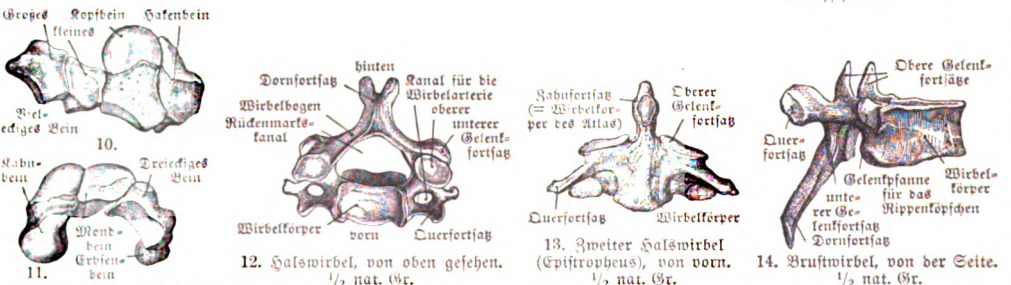 Großes Kopfbein Hakenbein
kleines
Viel-
eckiges Bein
10.
Kahn-
bein
Dreieckiges
Bein
Mond-
bein
Erbsen-
bein
11.
hinten
Dornfortsatz
Kanal für die
Wirbelarterie
Wirbelbogen
oberer
Rückenmarks-
kanal
unterer
Gelenk-
fortsatz
Wirbelkörper
vorn
Querfortsatz
12. Halswirbel, von oben gesehen.
1/2 nat. Gr.
Zahnfortsatz
(= Wirbelkör-
per des Atlas)
Oberer
Gelenk-
fortsatz
Querfortsatz
Wirbelkörper
13. Zweiter Halswirbel
(Epistropheus), von vorn.
1/2 nat. Gr.
Obere Gelenk-
fortsätze
Quer-
fortsatz
Gelenkpfanne
für das
Rippenköpfchen
Wirbel-
körper
unte-
rer Ge-
lenkfortsatz
Dornfortsatz
14. Brustwirbel, von der Seite.
1/2 nat. Gr.